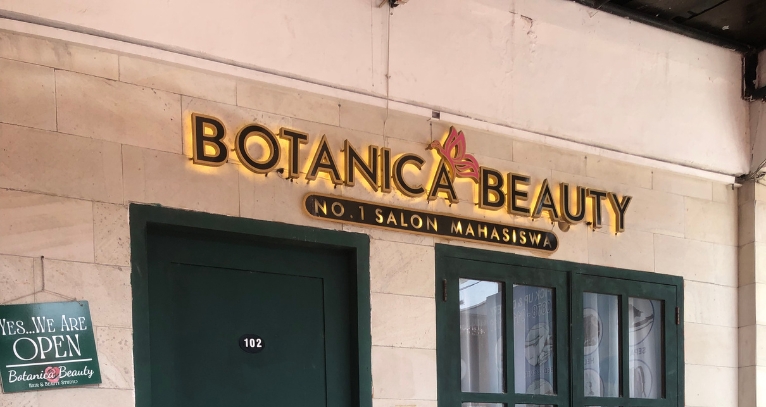 BOTANICA BEAUTY
NO.1 SALON MAHASISWA
102
YES...WE ARE
OPEN
Botanica Beauty